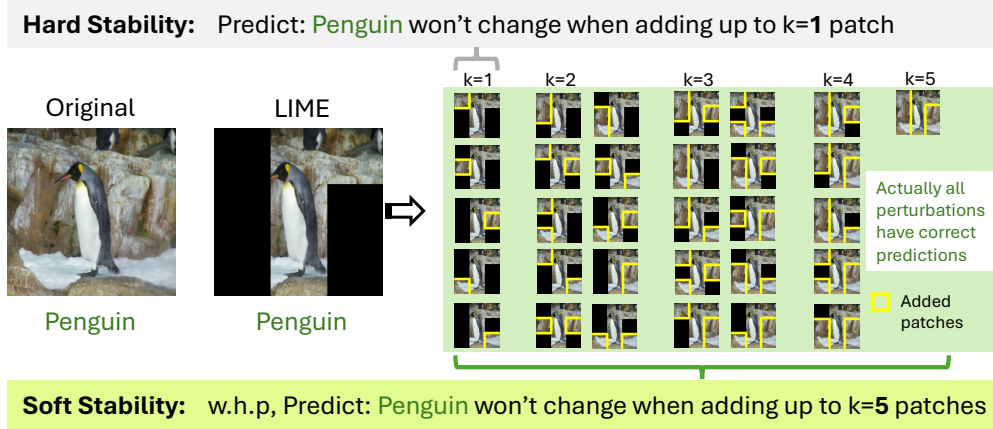 Hard Stability: Predict: Penguin won't change when adding up to k=1 patch
k=1 k=2 k=3 k=4 k=5
Original LIME
Actually all
perturbations
have correct
predictions
Added
patches
Penguin Penguin
Soft Stability: w.h.p, Predict: Penguin won't change when adding up to k=5 patches